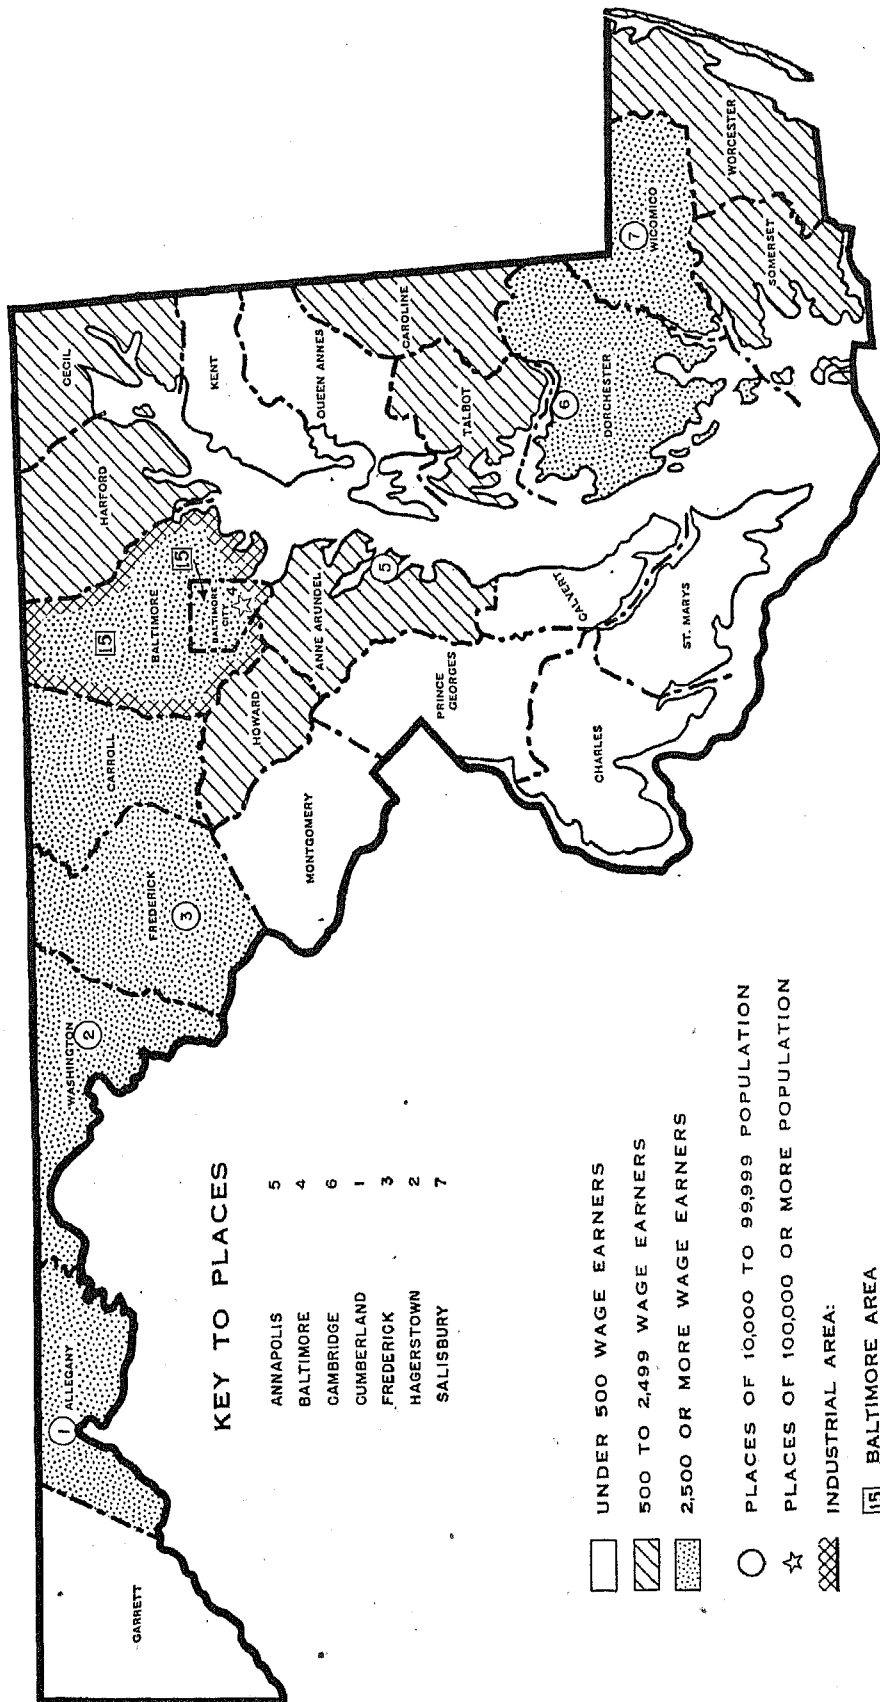 GARRETT
1
ALLEGANY
WASHINGTON
2
FREDERICK
3
CARROLL
BALTIMORE
15
15
BALTIMORE
CITY
4
HARFORD
CECIL
KENT
QUEEN ANNES
CAROLINE
TALBOT
HOWARD
ANNE ARUNDEL
5
MONTGOMERY
PRINCE
GEORGES
CALVERT
CHARLES
ST. MARYS
6
DORCHESTER
7
WICOMICO
SOMERSET
WORCESTER
KEY TO PLACES
ANNAPOLIS 5
BALTIMORE 4
CAMBRIDGE 6
CUMBERLAND 1
FREDERICK 3
HAGERSTOWN 2
SALISBURY 7
UNDER 500 WAGE EARNERS
500 TO 2,499 WAGE EARNERS
2,500 OR MORE WAGE EARNERS
PLACES OF 10,000 TO 99,999 POPULATION
PLACES OF 100,000 OR MORE POPULATION
INDUSTRIAL AREA:
15 BALTIMORE AREA